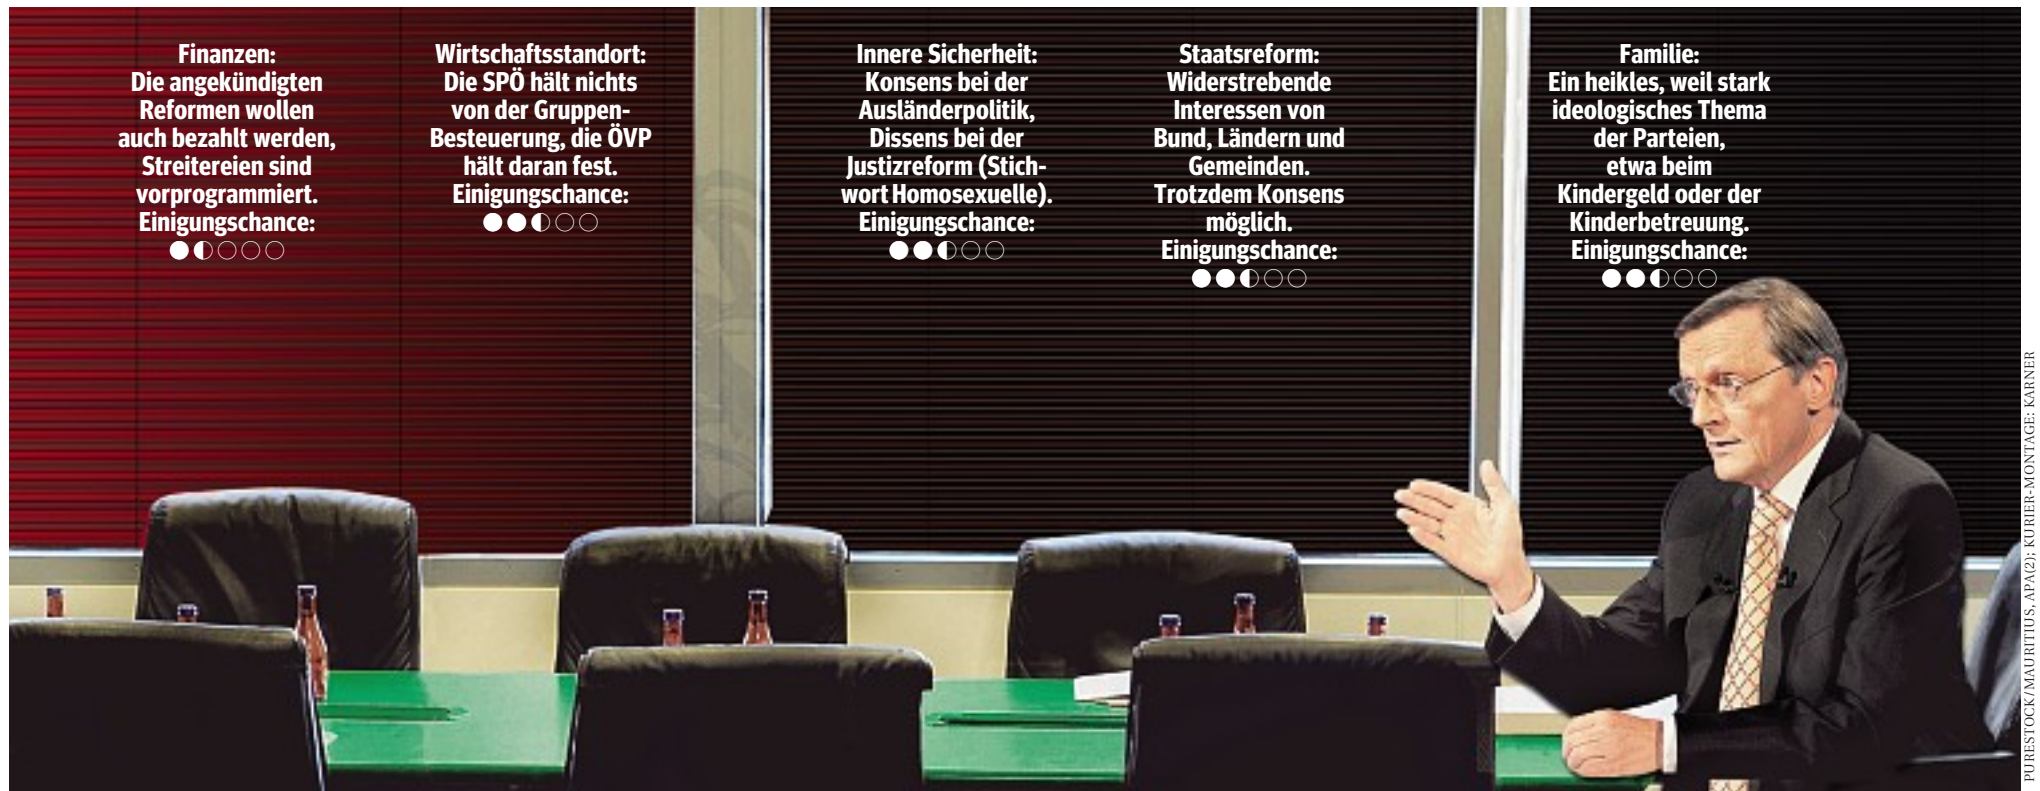 Finanzen:
Die angekündigten
Reformen wollen
auch bezahlt werden,
Streitereien sind
vorprogrammiert.
Einigungschance:
Wirtschaftsstandort:
Die SPÖ hält nichts
von der Gruppen-
Besteuerung, die ÖVP
hält daran fest.
Einigungschance:
Innere Sicherheit:
Konsens bei der
Ausländerpolitik,
Dissens bei der
Justizreform (Stich-
wort Homosexuelle).
Einigungschance:
Staatsreform:
Widerstrebende
Interessen von
Bund, Ländern und
Gemeinden.
Trotzdem Konsens
möglich.
Einigungschance:
Familie:
Ein heikles, weil stark
ideologisches Thema
der Parteien,
etwa beim
Kindergeld oder der
Kinderbetreuung.
Einigungschance:
PURESTOCK/MAURITIUS, APA(2); KURIER-MONTAGE: KARNER